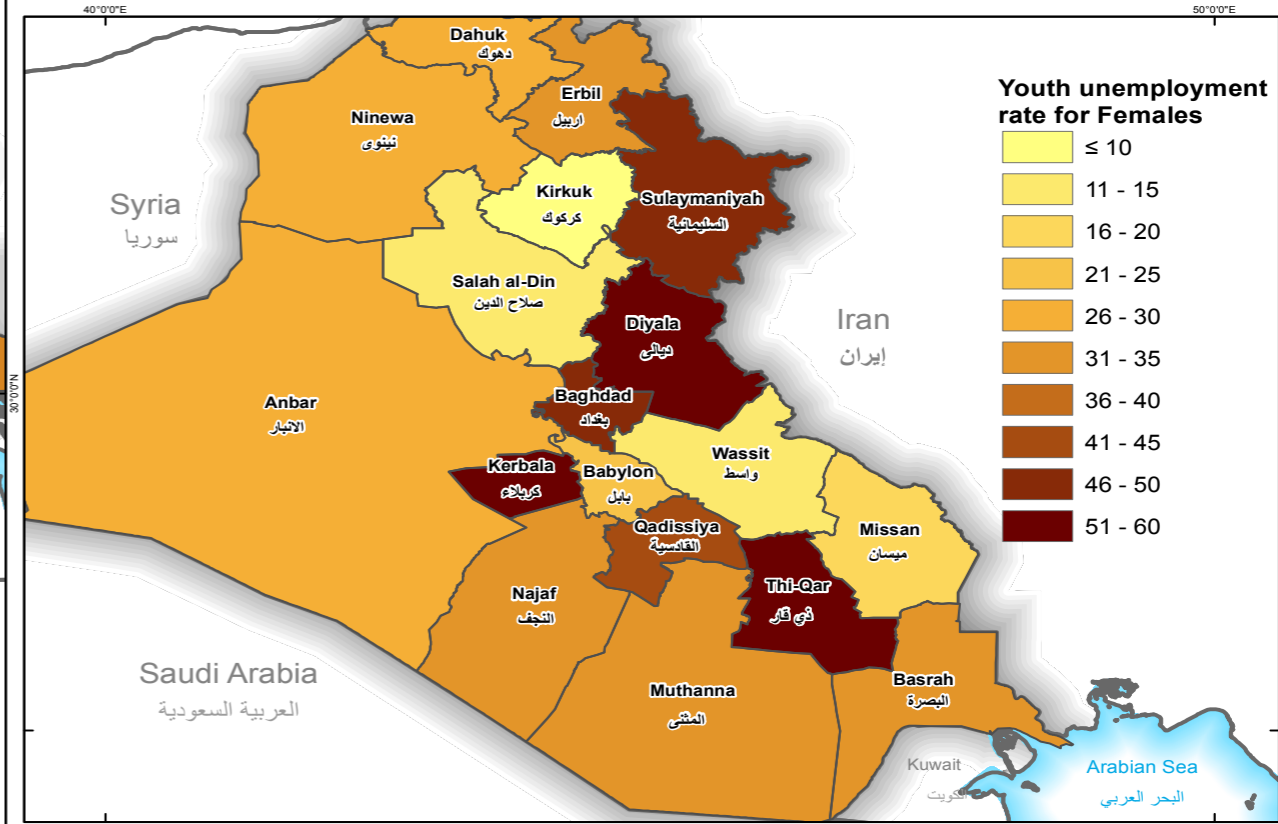 40°0'0"E
50°0'0"E
30°0'0"N
Youth unemployment
rate for Females
≤ 10
11 - 15
16 - 20
21 - 25
26 - 30
31 - 35
36 - 40
41 - 45
46 - 50
51 - 60
Dahuk
دهوك
Erbil
اربيل
Ninewa
نينوى
Kirkuk
كركوك
Sulaymaniyah
السليمانية
Syria
سوريا
Salah al-Din
صلاح الدين
Diyala
ديالى
Iran
إيران
Baghdad
بغداد
Anbar
الانبار
Wassit
واسط
Kerbala
كربلاء
Babylon
بابل
Qadissiya
القادسية
Missan
ميسان
Najaf
النجف
Thi-Qar
ذي قار
Saudi Arabia
العربية السعودية
Muthanna
المثنى
Basrah
البصرة
Kuwait
الكويت
Arabian Sea
البحر العربي